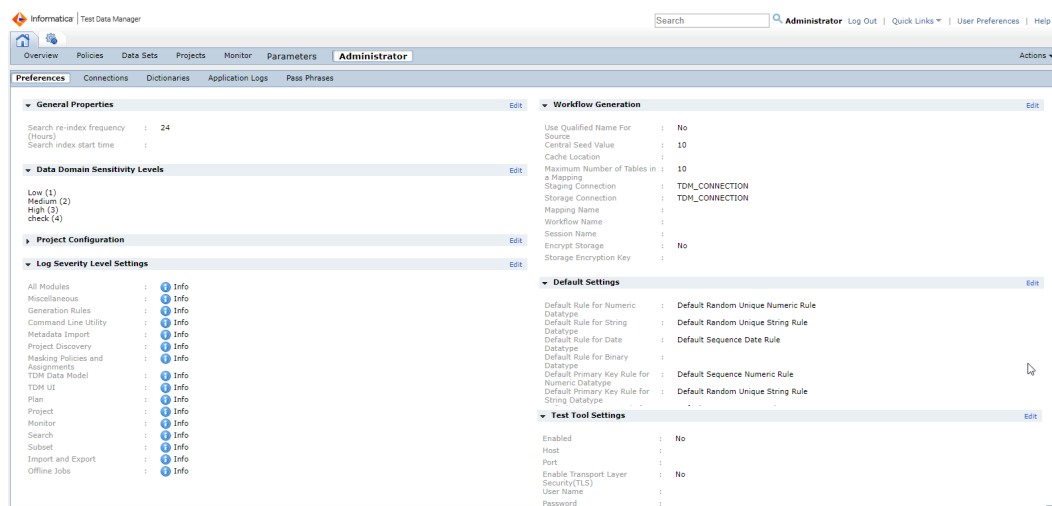 Informatica | Test Data Manager
Search
Administrator Log Out | Quick Links | User Preferences | Help
Overview Policies Data Sets Projects Monitor Parameters Administrator
Actions
Preferences Connections Dictionaries Application Logs Pass Phrases
General Properties Edit
Search re-index frequency (Hours) : 24
Search index start time :
Data Domain Sensitivity Levels Edit
Low (1)
Medium (2)
High (3)
check (4)
Project Configuration Edit
Log Severity Level Settings Edit
All Modules : Info
Miscellaneous : Info
Generation Rules : Info
Command Line Utility : Info
Metadata Import : Info
Project Discovery : Info
Masking Policies and Assignments : Info
TDM Data Model : Info
TDM UI : Info
Plan : Info
Project : Info
Monitor : Info
Search : Info
Subset : Info
Import and Export : Info
Offline Jobs : Info
Workflow Generation Edit
Use Qualified Name For Source : No
Central Seed Value : 10
Cache Location :
Maximum Number of Tables in a Mapping : 10
Staging Connection : TDM_CONNECTION
Storage Connection : TDM_CONNECTION
Mapping Name :
Workflow Name :
Session Name :
Encrypt Storage : No
Storage Encryption Key :
Default Settings Edit
Default Rule for Numeric Datatype : Default Random Unique Numeric Rule
Default Rule for String Datatype : Default Random Unique String Rule
Default Rule for Date Datatype : Default Sequence Date Rule
Default Rule for Binary Datatype :
Default Primary Key Rule for Numeric Datatype : Default Sequence Numeric Rule
Default Primary Key Rule for String Datatype : Default Random Unique String Rule
Test Tool Settings Edit
Enabled : No
Host :
Port :
Enable Transport Layer Security(TLS) : No
User Name :
Password :